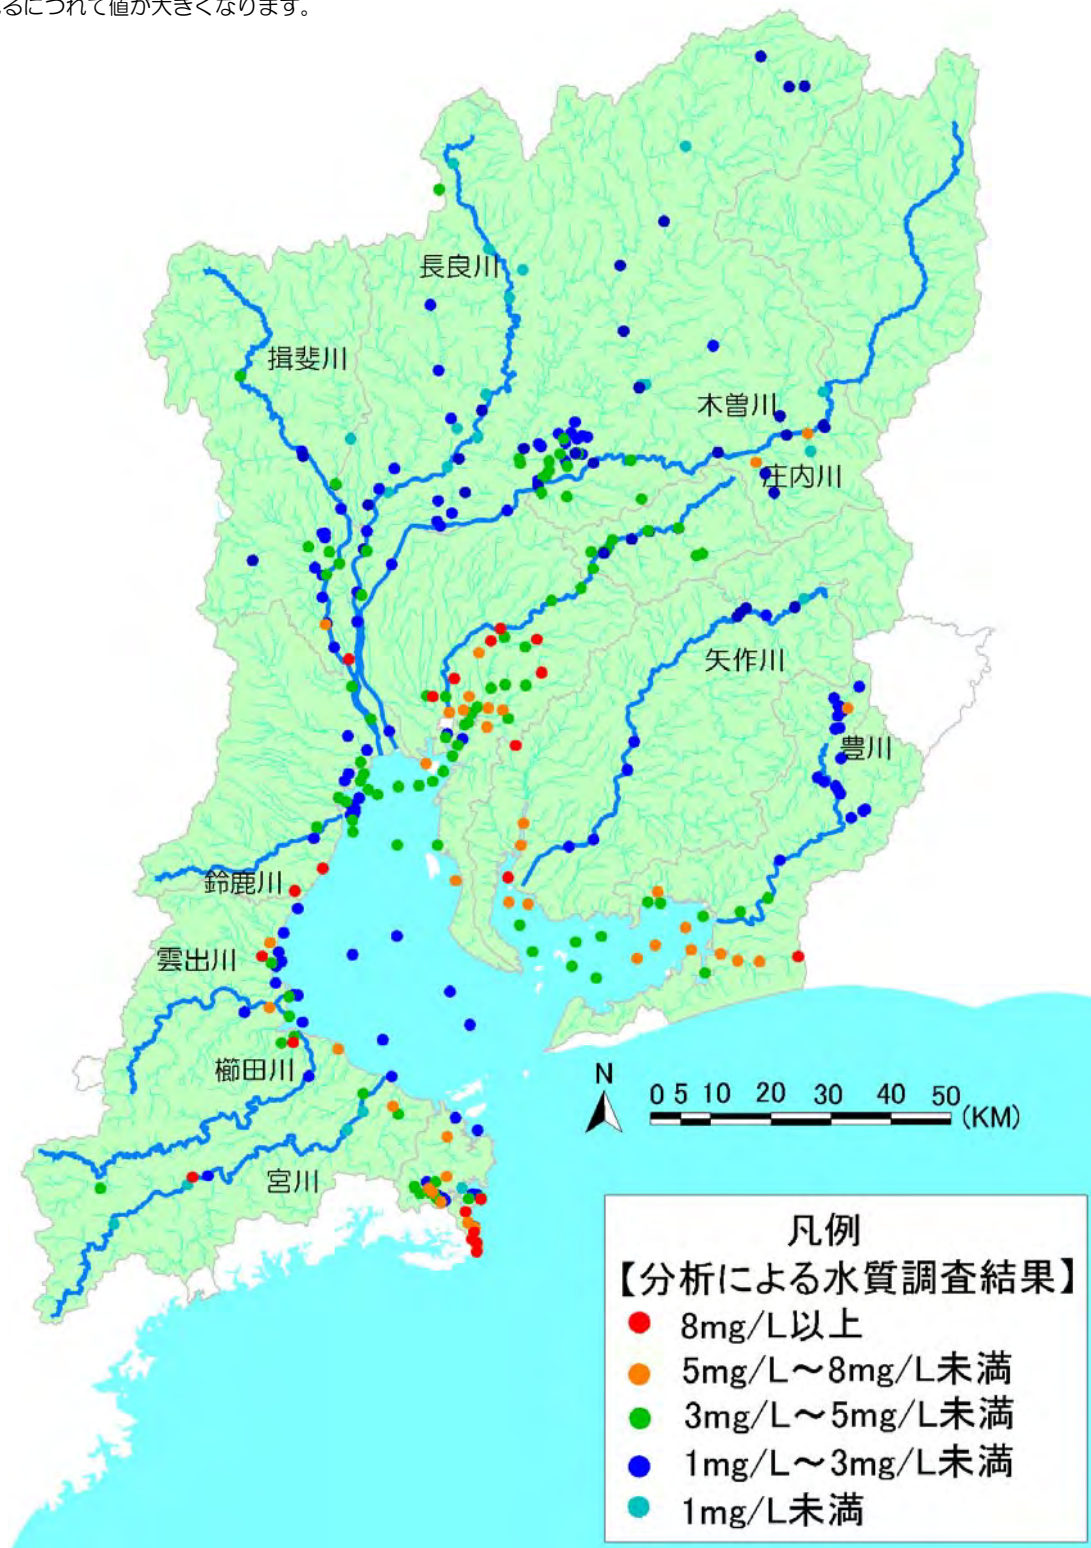 るにつれて値が大きくなります。
長良川
揖斐川
木曽川
庄内川
矢作川
豊川
鈴鹿川
雲出川
櫛田川
宮川
N
0 5 10 20 30 40 50 (KM)
凡例
【分析による水質調査結果】
8mg/L以上
5mg/L～8mg/L未満
3mg/L～5mg/L未満
1mg/L～3mg/L未満
1mg/L未満